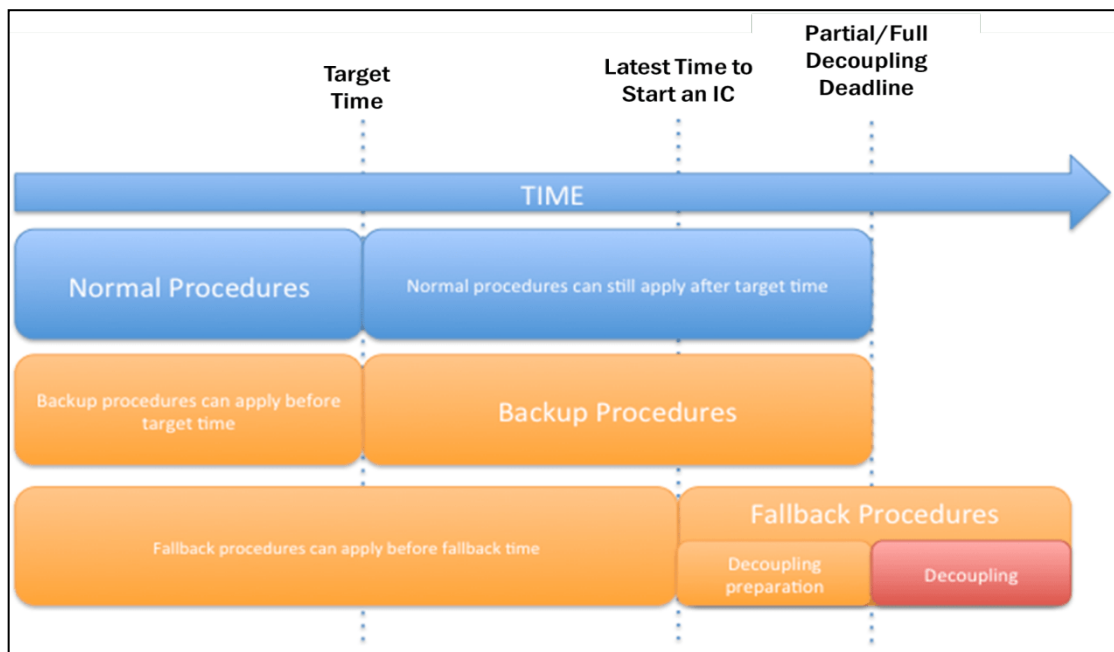 Target
Time
Latest Time to
Start an IC
Partial/Full
Decoupling
Deadline
TIME
Normal Procedures
Normal procedures can still apply after target time
Backup procedures can apply before
target time
Backup Procedures
Fallback procedures can apply before fallback time
Fallback Procedures
Decoupling
preparation
Decoupling